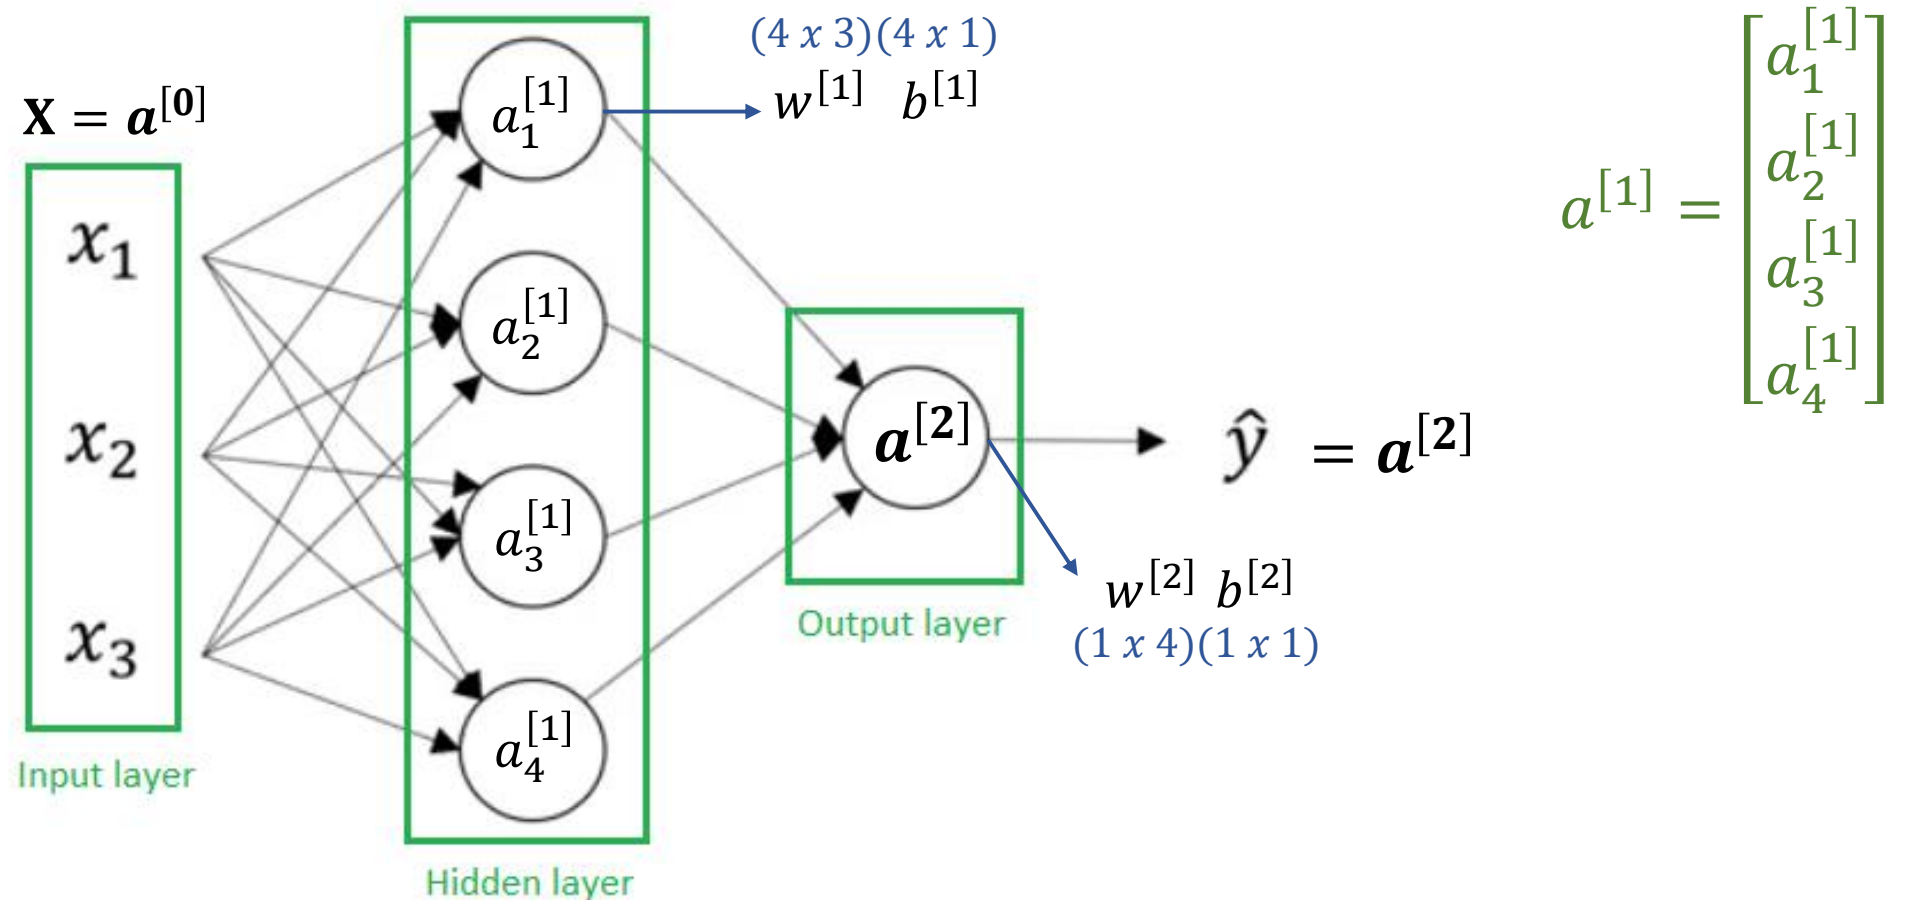 X = a^[0]
x₁
x₂
x₃
Input layer
a₁^[1]
a₂^[1]
a₃^[1]
a₄^[1]
Hidden layer
(4 x 3)(4 x 1)
w^[1] b^[1]
a^[2]
Output layer
ŷ = a^[2]
w^[2] b^[2]
(1 x 4)(1 x 1)
a^[1] =
a₁^[1]
a₂^[1]
a₃^[1]
a₄^[1]